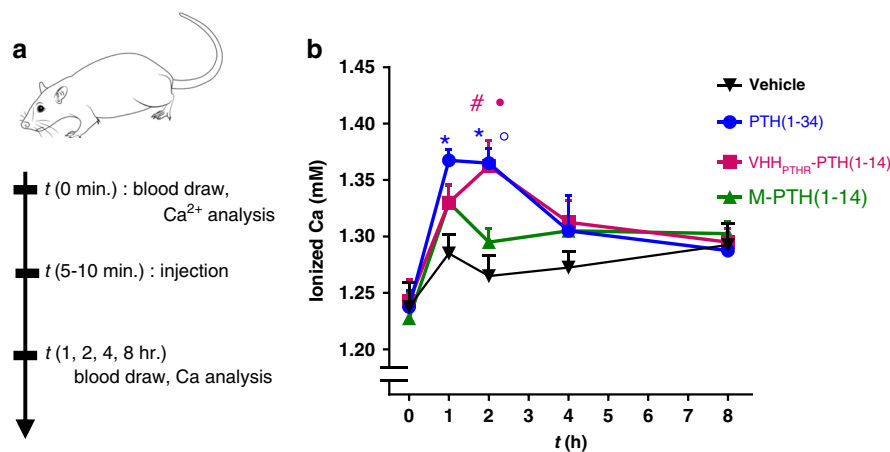 a
t (0 min.) : blood draw,
Ca2+ analysis
t (5-10 min.) : injection
t (1, 2, 4, 8 hr.)
blood draw, Ca analysis
b
Ionized Ca (mM)
1.45
1.40
1.35
1.30
1.25
1.20
# •
* * ○
0 1 2 3 4 5 6 7 8
t (h)
Vehicle
PTH(1-34)
VHHPTHR-PTH(1-14)
M-PTH(1-14)